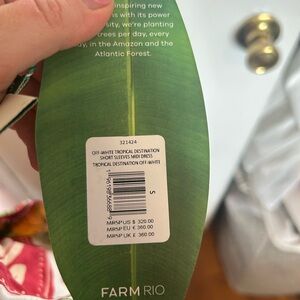 inspiring new
s with its power
sity, we're planting
trees per day, every
y, in the Amazon and the
Atlantic Forest.
321424
OFF-WHITE TROPICAL DESTINATION
SHORT SLEEVES MIDI DRESS
TROPICAL DESTINATION OFF-WHITE
S
MRSP US $ 320.00
MRSP EU € 360.00
MRSP UK £ 360.00
FARM RIO